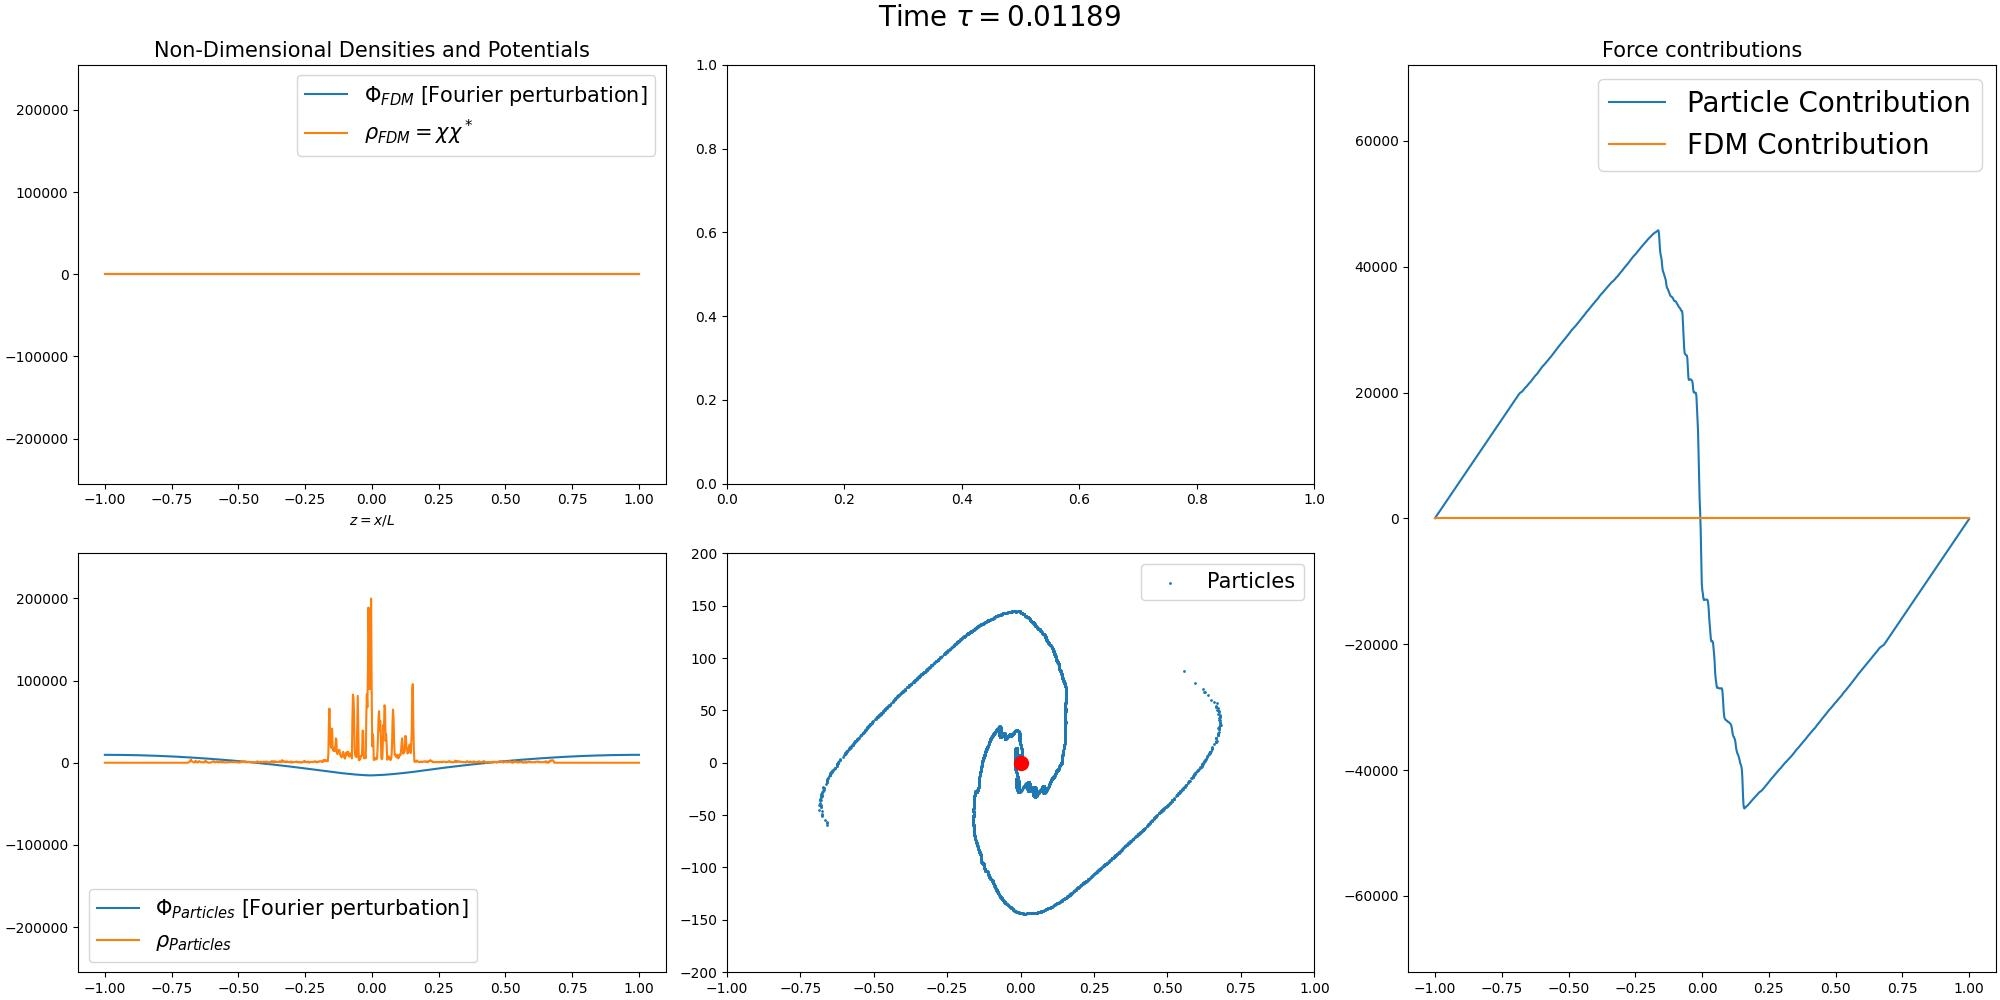 Time τ = 0.01189
Non-Dimensional Densities and Potentials
Φ_FDM [Fourier perturbation]
ρ_FDM = χχ*
200000
100000
0
−100000
−200000
−1.00 −0.75 −0.50 −0.25 0.00 0.25 0.50 0.75 1.00
z = x/L
1.0
0.8
0.6
0.4
0.2
0.0
0.0 0.2 0.4 0.6 0.8 1.0
Force contributions
Particle Contribution
FDM Contribution
60000
40000
20000
0
−20000
−40000
−60000
−1.00 −0.75 −0.50 −0.25 0.00 0.25 0.50 0.75 1.00
200000
100000
0
−100000
−200000
Φ_Particles [Fourier perturbation]
ρ_Particles
−1.00 −0.75 −0.50 −0.25 0.00 0.25 0.50 0.75 1.00
Particles
200
150
100
50
0
−50
−100
−150
−200
−1.00 −0.75 −0.50 −0.25 0.00 0.25 0.50 0.75 1.00